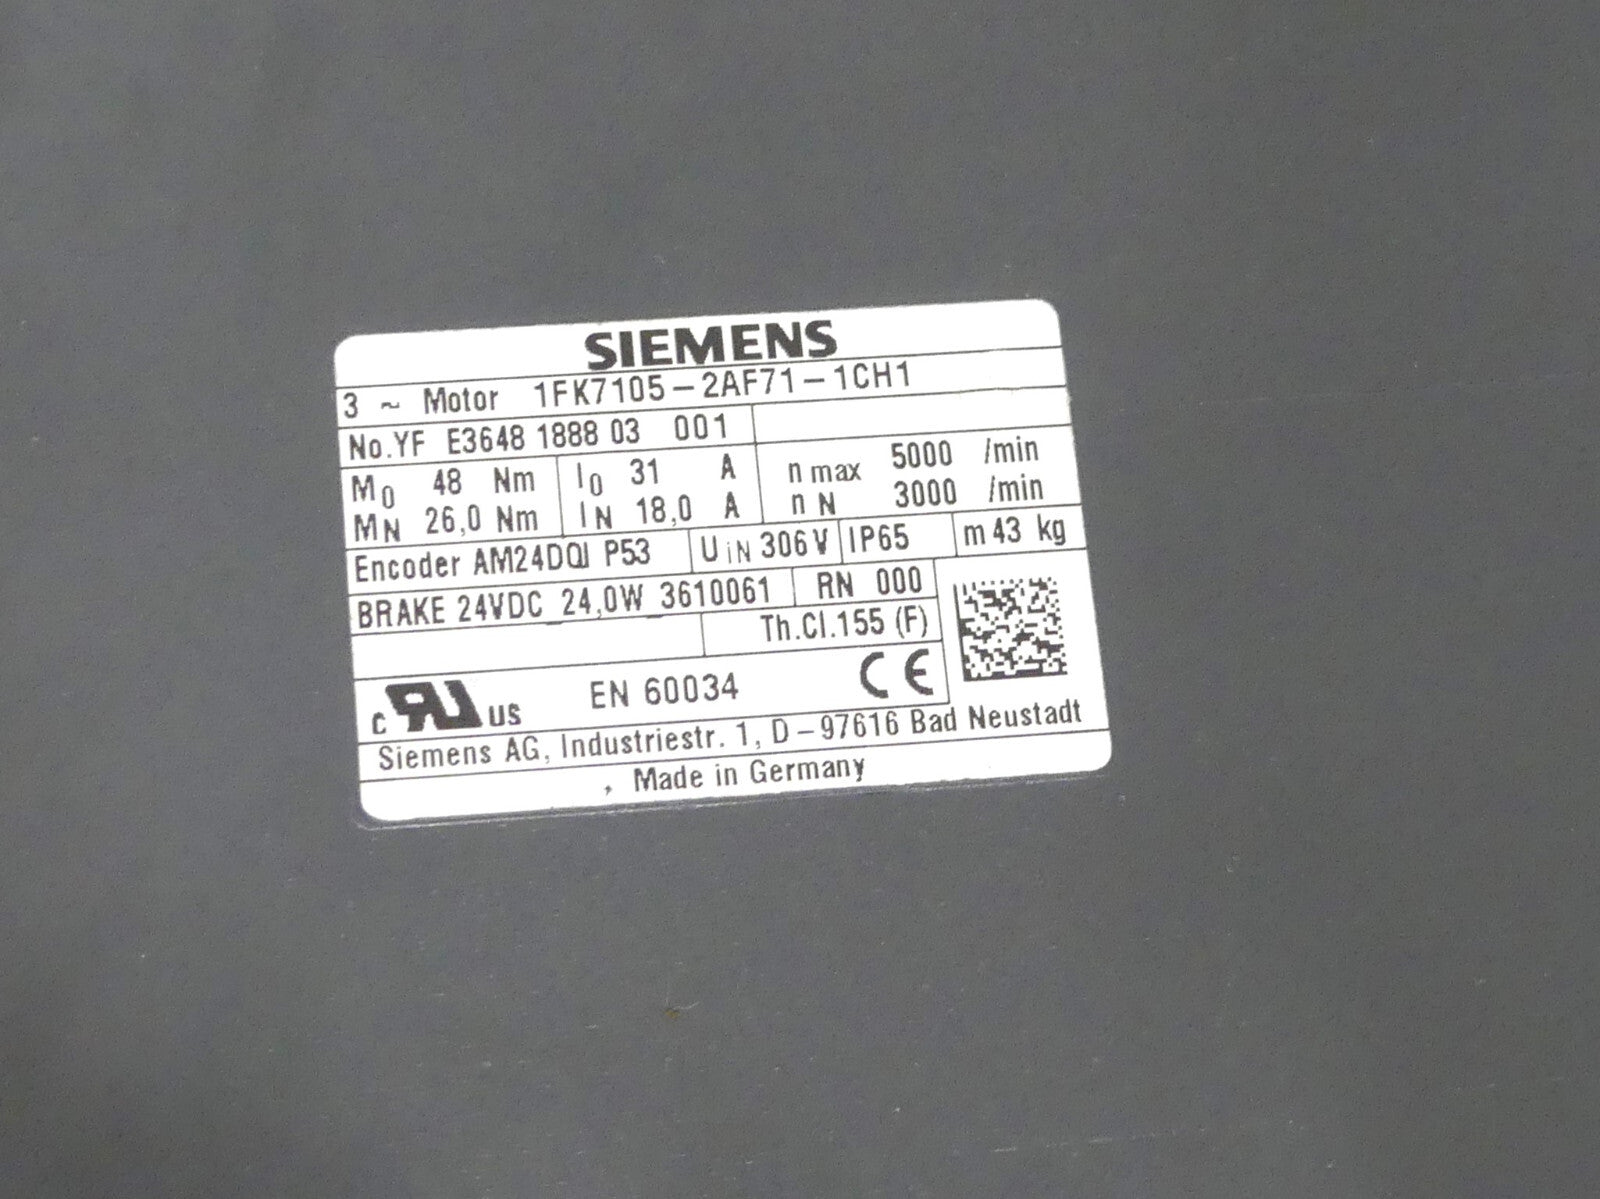 SIEMENS
3 ~ Motor 1FK7105-2AF71-1CH1
No.YF E3648 1888 03 001
M0 48 Nm I0 31 A n max 5000 /min
MN 26,0 Nm IN 18,0 A n N 3000 /min
Encoder AM24DQI P53 UIN 306 V IP65 m 43 kg
BRAKE 24VDC 24,0W 3610061 RN 000
Th.Cl.155 (F)
c RU US EN 60034 CE
Siemens AG, Industriestr. 1, D-97616 Bad Neustadt
, Made in Germany